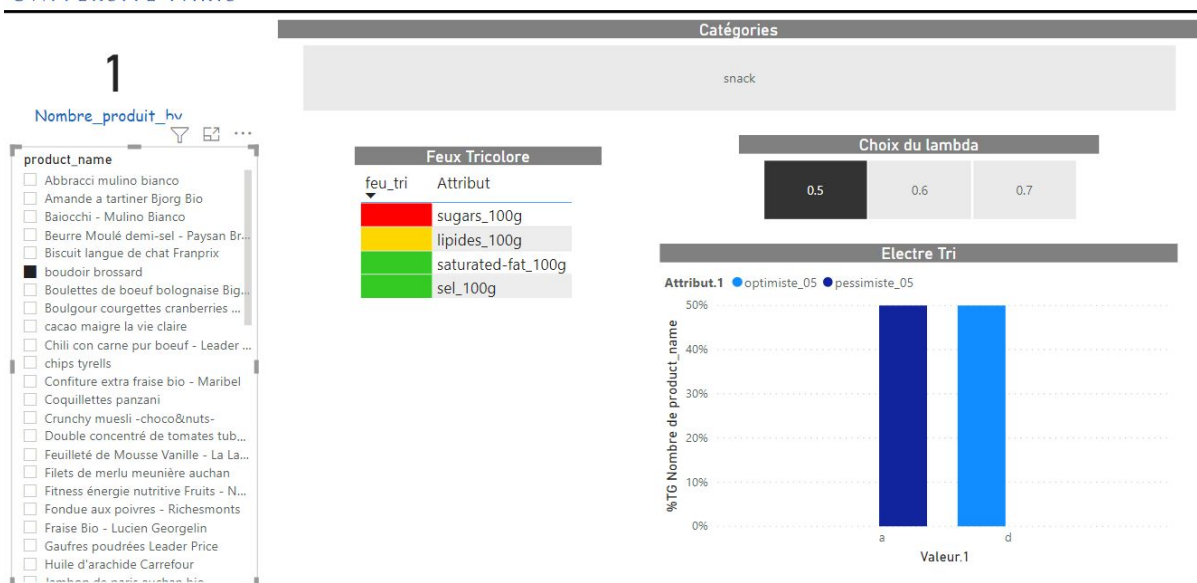 Catégories
snack
1
Nombre_produit_by
product_name
Abbracci mulino bianco
Amande a tartiner Bjorg Bio
Baiocchi - Mulino Bianco
Beurre Moulé demi-sel - Paysan Br...
Biscuit langue de chat Franprix
boudoir brossard
Boulettes de boeuf bolognaise Big...
Boulgour courgettes cranberries ...
cacao maigre la vie claire
Chili con carne pur boeuf - Leader ...
chips tyrells
Confiture extra fraise bio - Maribel
Coquillettes panzani
Crunchy muesli -choco&nuts-
Double concentré de tomates tub...
Feuilleté de Mousse Vanille - La La...
Filets de merlu meunière auchan
Fitness énergie nutritive Fruits - N...
Fondue aux poivres - Richesmonts
Fraise Bio - Lucien Georgelin
Gaufres poudrées Leader Price
Huile d'arachide Carrefour
Feux Tricolore
feu_tri Attribut
sugars_100g
lipides_100g
saturated-fat_100g
sel_100g
Choix du lambda
0.5 0.6 0.7
Electre Tri
Attribut.1 optimiste_05 pessimiste_05
%TG Nombre de product_name
50%
40%
30%
20%
10%
0%
a d
Valeur.1